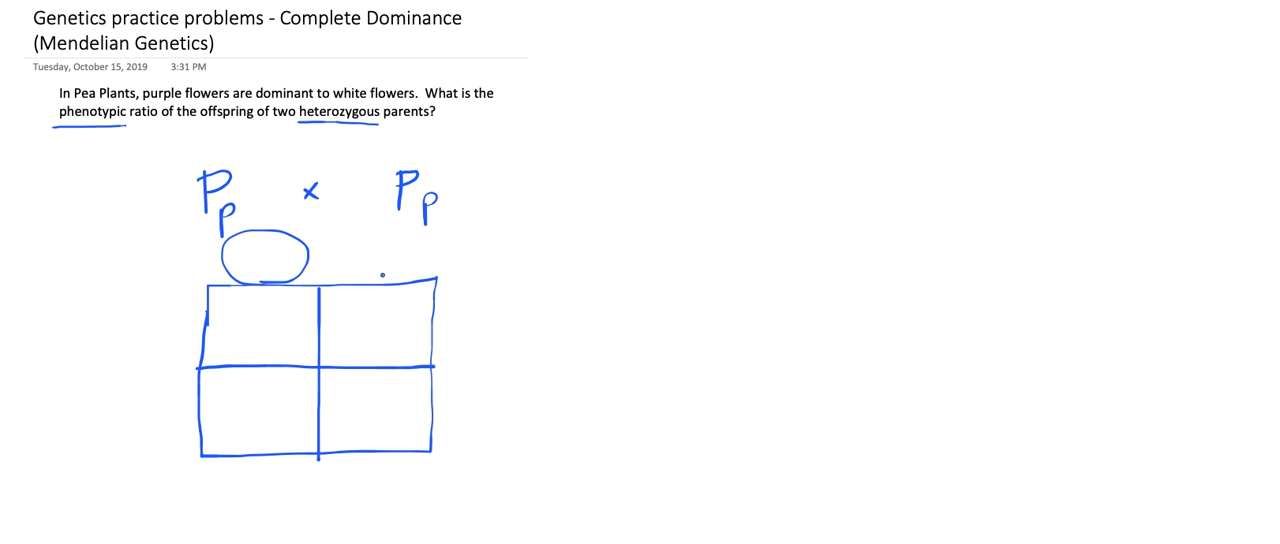 Genetics practice problems - Complete Dominance
(Mendelian Genetics)
Tuesday, October 15, 2019 3:31 PM
In Pea Plants, purple flowers are dominant to white flowers. What is the
phenotypic ratio of the offspring of two heterozygous parents?
Pp x Pp